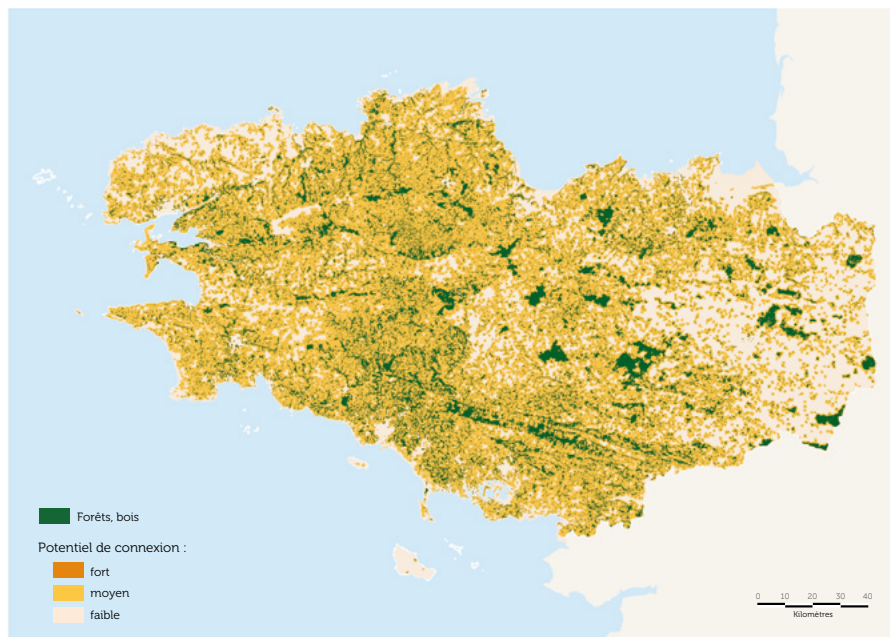 Forêts, bois
Potentiel de connexion :
fort
moyen
faible
0 10 20 30 40
Kilomètres